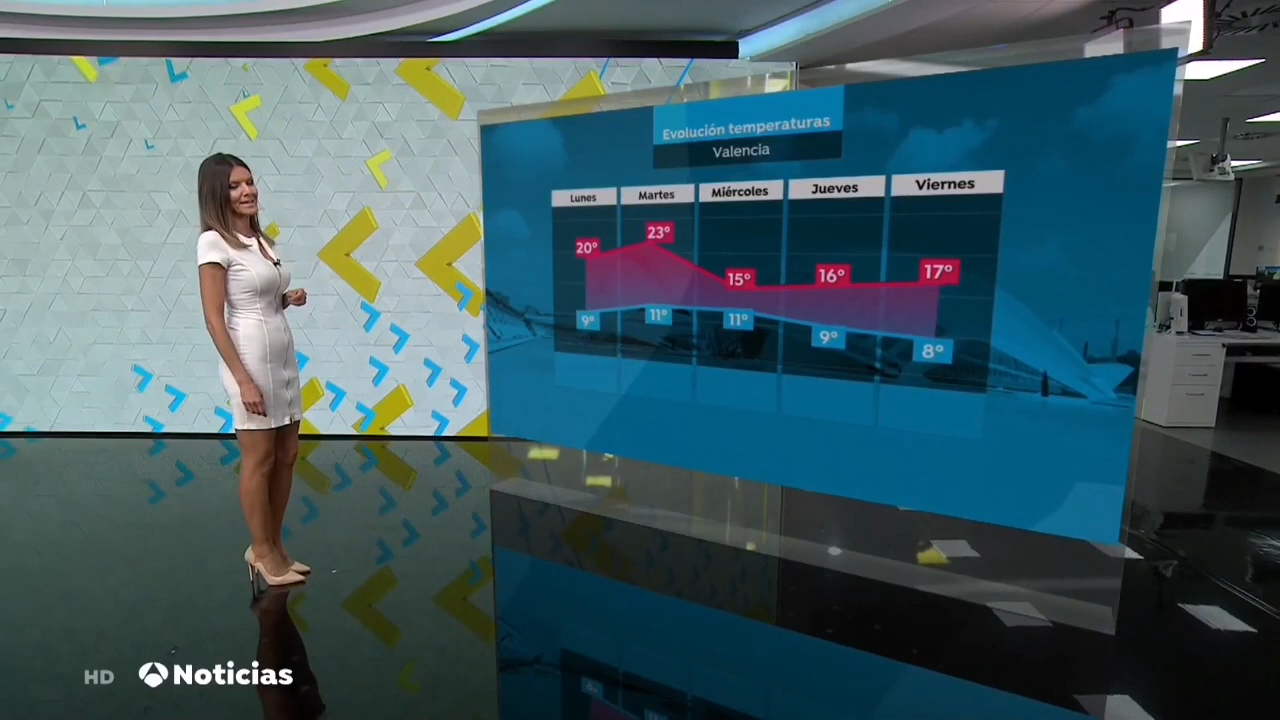 Evolución temperaturas
Valencia
Lunes Martes Miércoles Jueves Viernes
20° 23° 15° 16° 17°
9° 11° 11° 9° 8°
HD Noticias